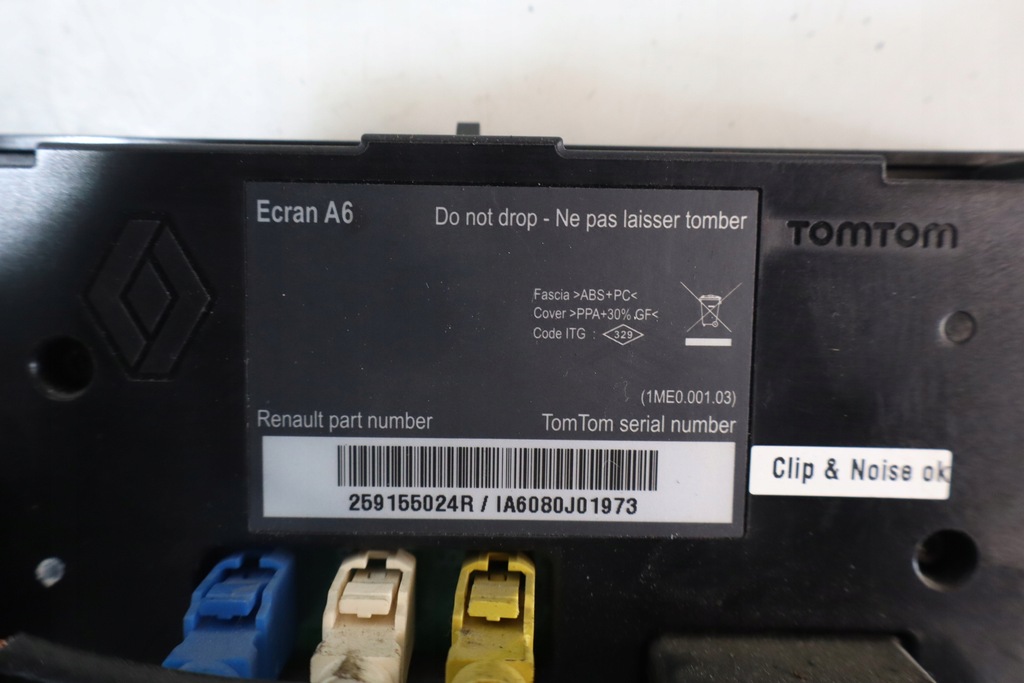 Ecran A6
Do not drop - Ne pas laisser tomber
TOMTOM
Fascia >ABS+PC<
Cover >PPA+30% GF<
Code ITG : 329
(1ME0.001.03)
Renault part number
TomTom serial number
Clip & Noise ok
259155024R / IA6080J01973